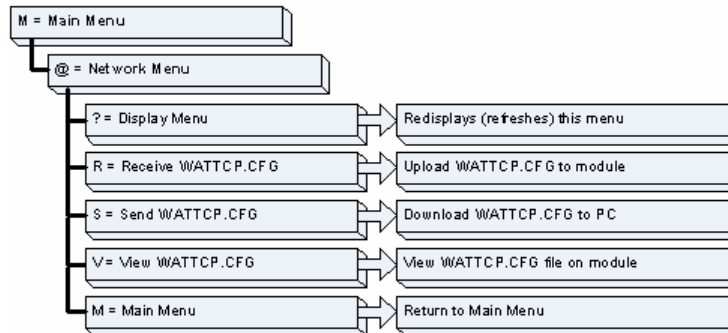 M = Main Menu
@ = Network Menu
? = Display Menu
Redisplays (refreshes) this menu
R = Receive WATTCP.CFG
Upload WATTCP.CFG to module
S = Send WATTCP.CFG
Download WATTCP.CFG to PC
V = View WATTCP.CFG
View WATTCP.CFG file on module
M = Main Menu
Return to Main Menu